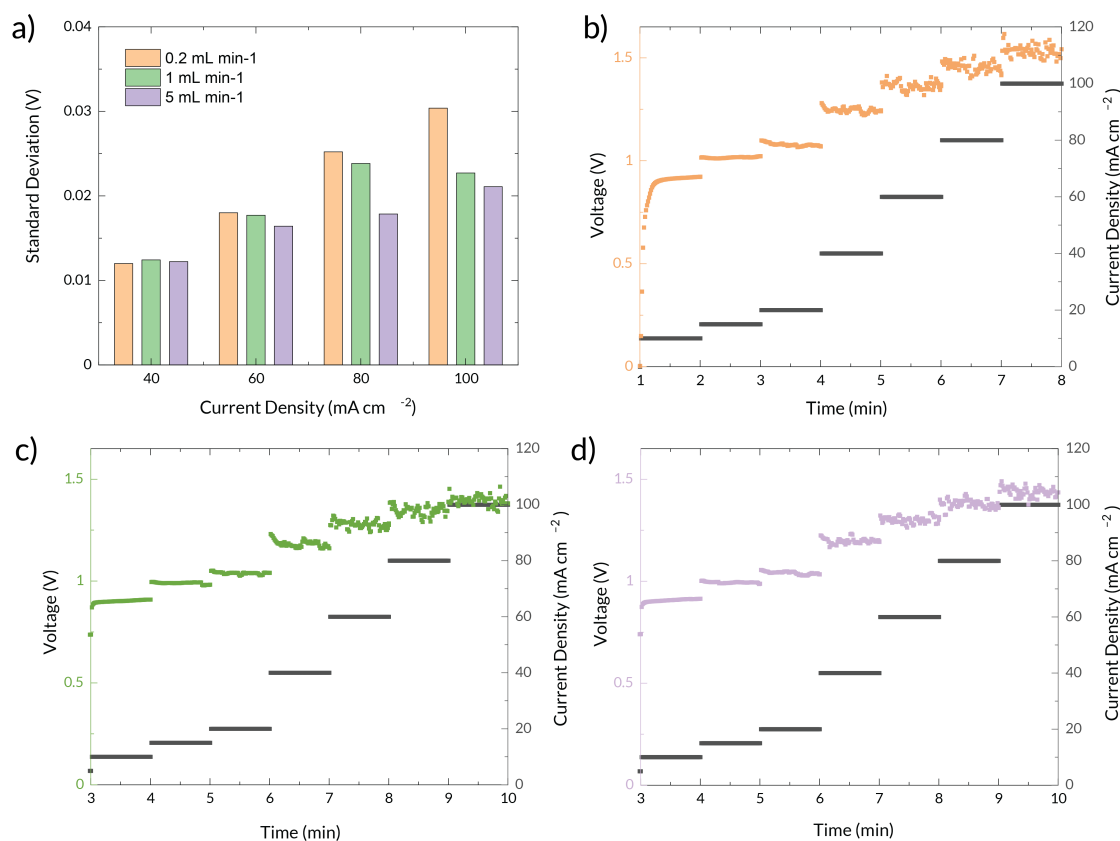 a)
0.04
0.03
0.02
0.01
0
Standard Deviation (V)
0.2 mL min-1
1 mL min-1
5 mL min-1
40 60 80 100
Current Density (mA cm -2)
b)
1.5
1
0.5
0
Voltage (V)
120
100
80
60
40
20
0
Current Density (mA cm -2)
1 2 3 4 5 6 7 8
Time (min)
c)
1.5
1
0.5
0
Voltage (V)
120
100
80
60
40
20
0
Current Density (mA cm -2)
3 4 5 6 7 8 9 10
Time (min)
d)
1.5
1
0.5
0
Voltage (V)
120
100
80
60
40
20
0
Current Density (mA cm -2)
3 4 5 6 7 8 9 10
Time (min)